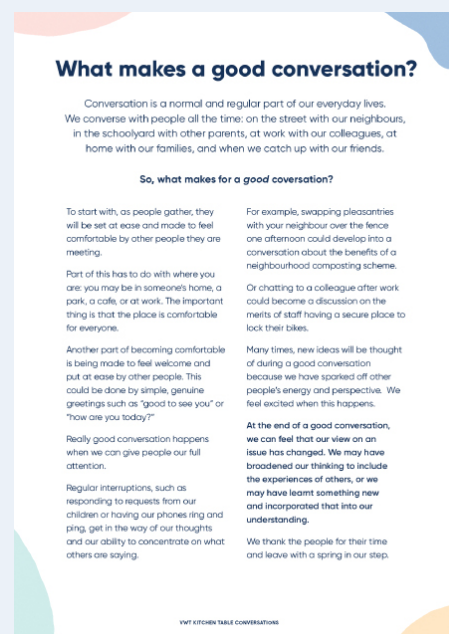 What makes a good conversation?
Conversation is a normal and regular part of our everyday lives.
We converse with people all the time: on the street with our neighbours,
in the schoolyard with other parents, at work with our colleagues, at
home with our families, and when we catch up with our friends.
So, what makes for a good coversation?
To start with, as people gather, they
will be set at ease and made to feel
comfortable by other people they are
meeting.
Part of this has to do with where you
are: you may be in someone's home, a
park, a cafe, or at work. The important
thing is that the place is comfortable
for everyone.
Another part of becoming comfortable
is being made to feel welcome and
put at ease by other people. This
could be done by simple, genuine
greetings such as "good to see you" or
"how are you today?"
Really good conversation happens
when we can give people our full
attention.
Regular interruptions, such as
responding to requests from our
children or having our phones ring and
ping, get in the way of our thoughts
and our ability to concentrate on what
others are saying.
For example, swapping pleasantries
with your neighbour over the fence
one afternoon could develop into a
conversation about the benefits of a
neighbourhood composting scheme.
Or chatting to a colleague after work
could become a discussion on the
merits of staff having a secure place to
lock their bikes.
Many times, new ideas will be thought
of during a good conversation
because we have sparked off other
people's energy and perspective. We
feel excited when this happens.
At the end of a good conversation,
we can feel that our view on an
issue has changed. We may have
broadened our thinking to include
the experiences of others, or we
may have learnt something new
and incorporated that into our
understanding.
We thank the people for their time
and leave with a spring in our step.
VWT KITCHEN TABLE CONVERSATIONS